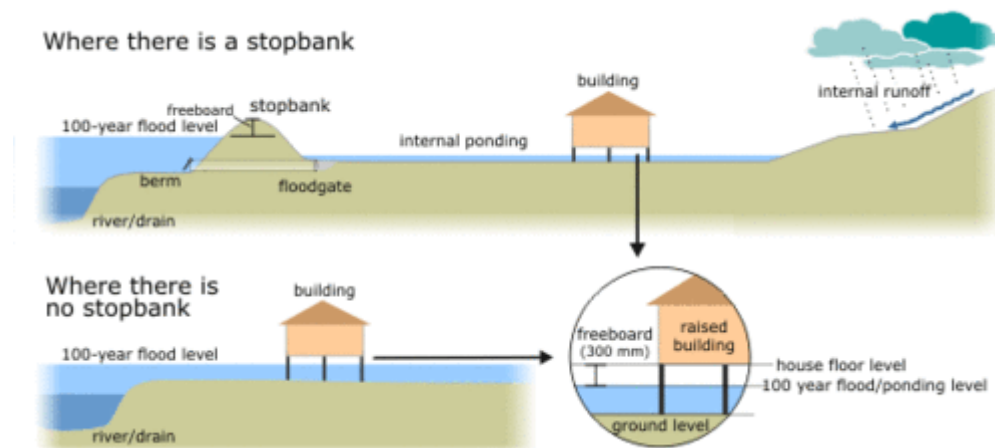 Where there is a stopbank
building
internal runoff
freeboard
stopbank
100-year flood level
internal ponding
berm
floodgate
river/drain
Where there is
no stopbank
building
100-year flood level
river/drain
freeboard
(300 mm)
raised
building
house floor level
100 year flood/ponding level
ground level